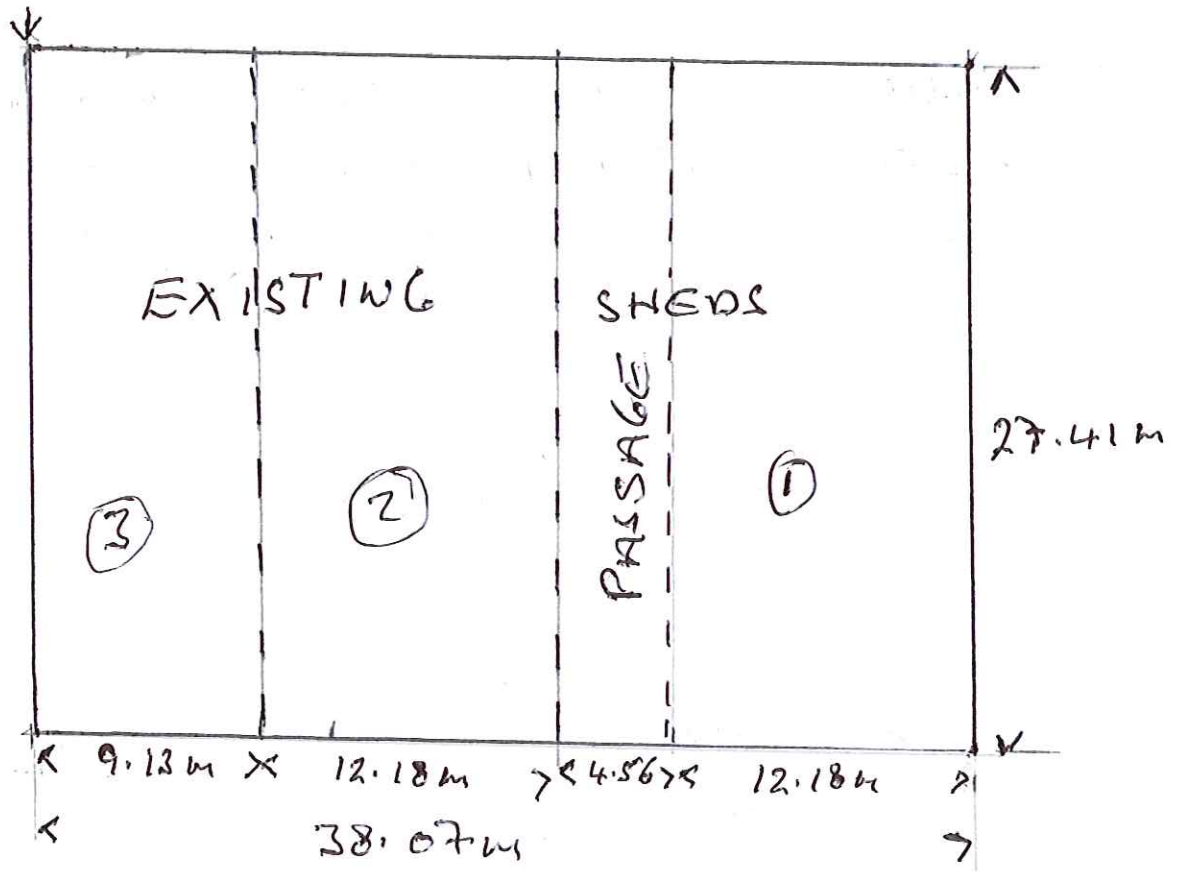 EXISTING SHEDS
PASSAGE
27.41m
1
2
3
9.13m 12.18m 4.56 12.18m
38.07m